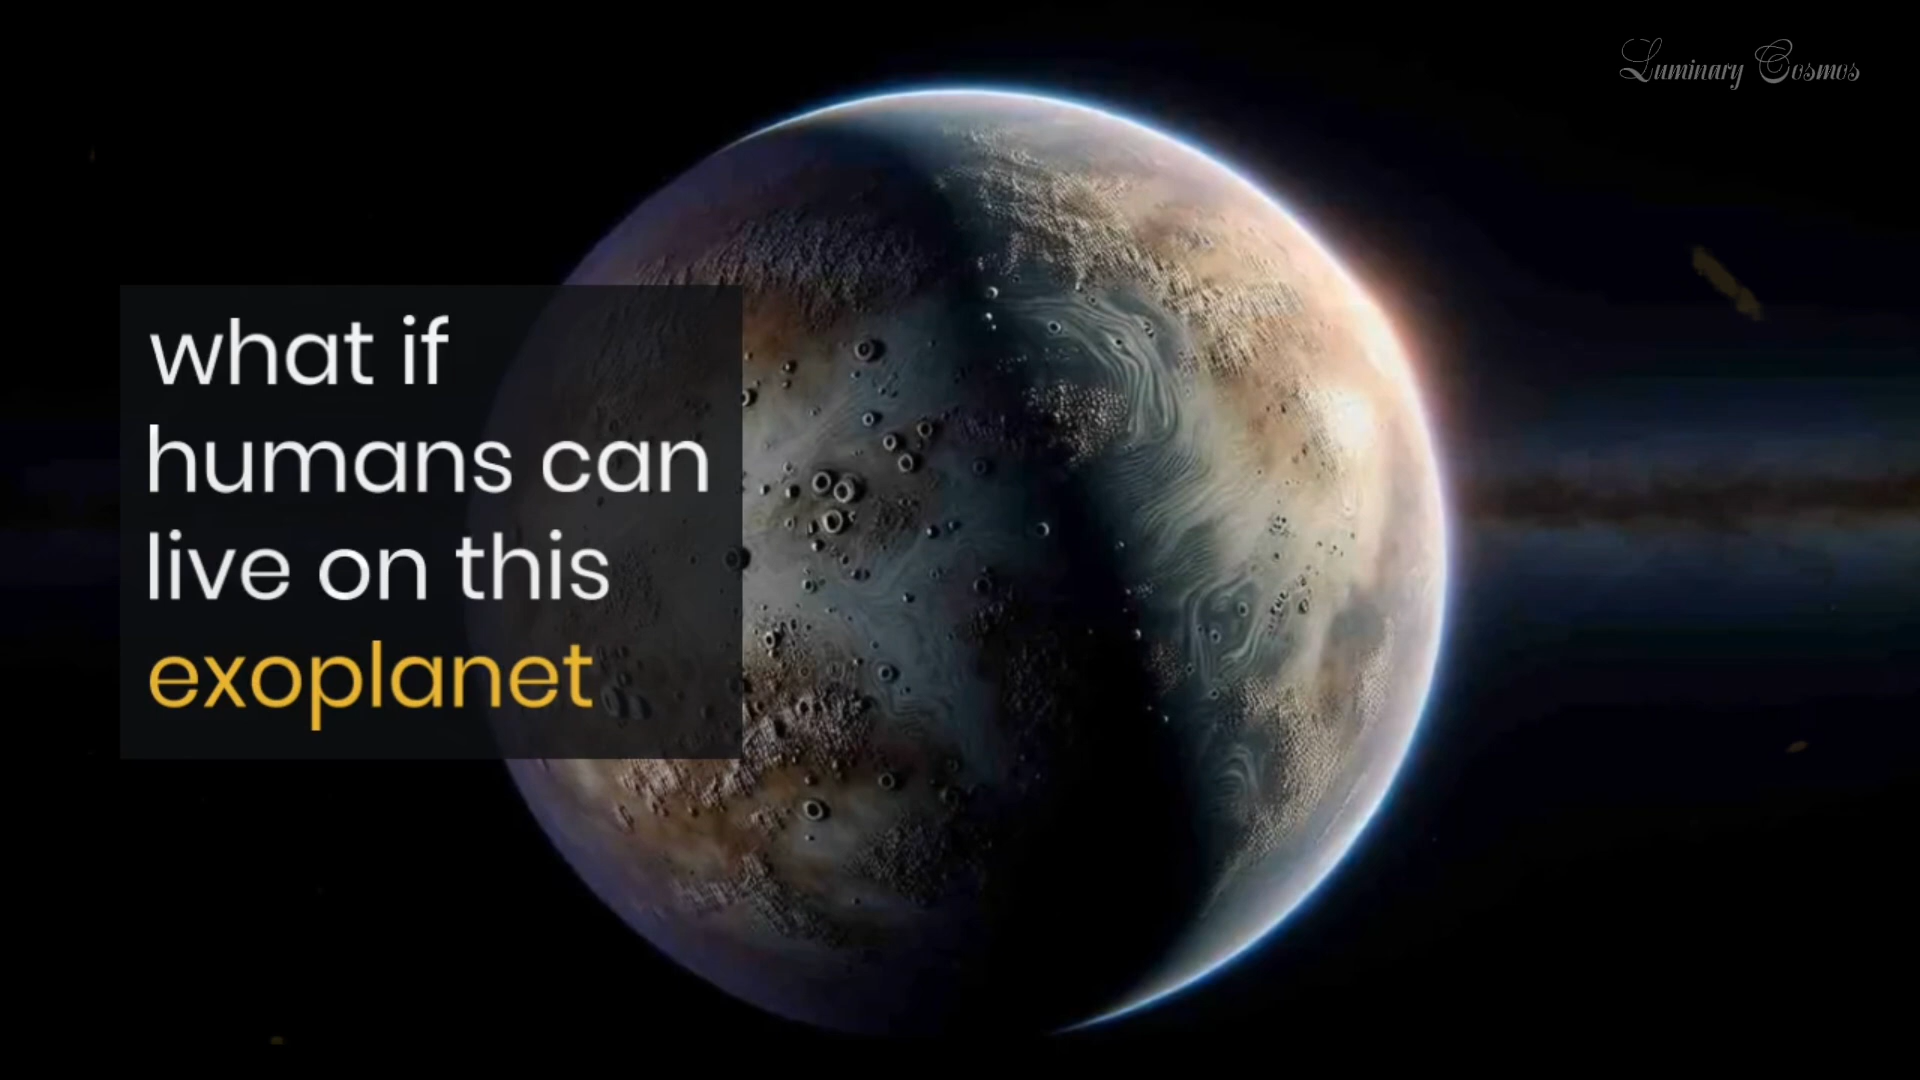 Luminary Cosmos
what if
humans can
live on this
exoplanet